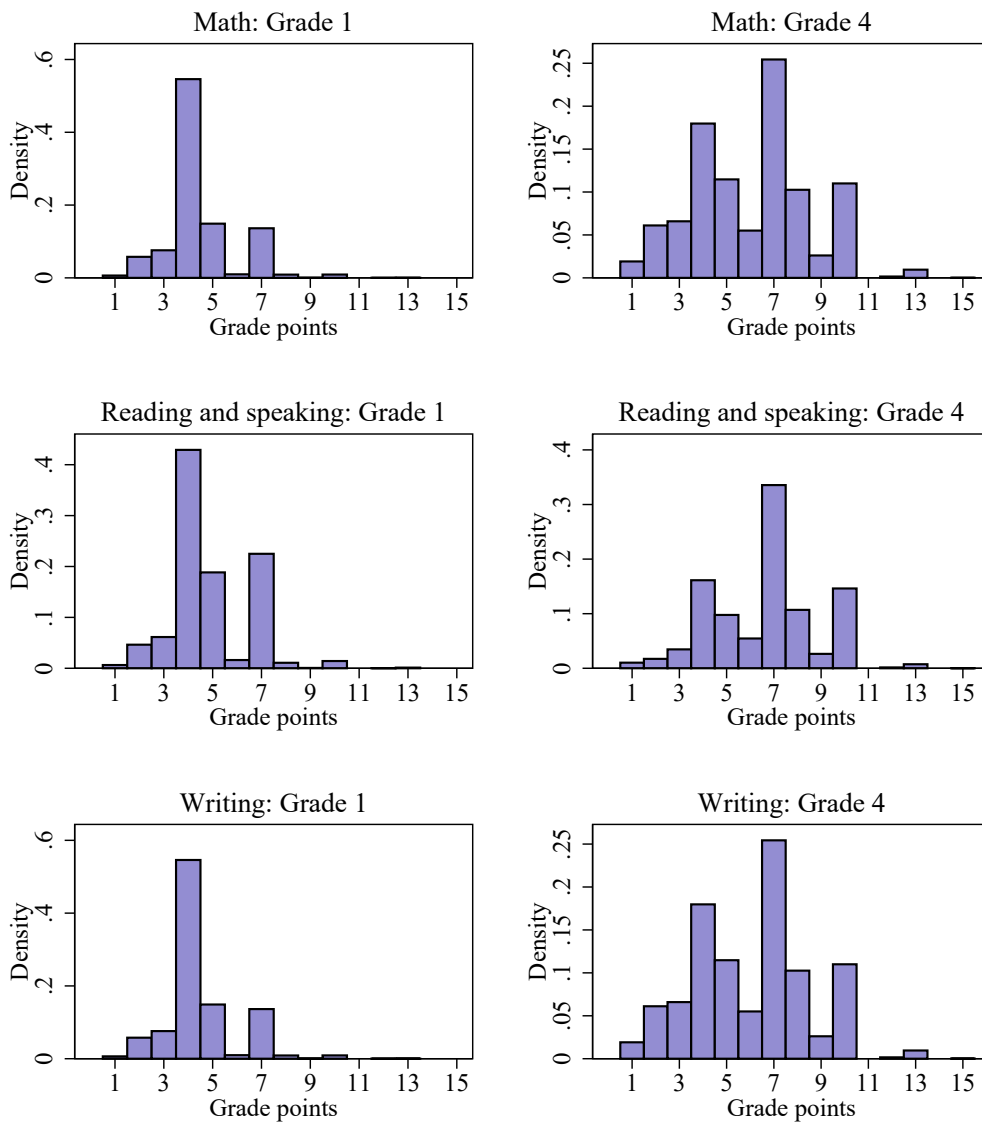 Math: Grade 1
Density
0 .2 .4 .6
1 3 5 7 9 11 13 15
Grade points
Math: Grade 4
Density
0 .05 .1 .15 .2 .25
1 3 5 7 9 11 13 15
Grade points
Reading and speaking: Grade 1
Density
0 .1 .2 .3 .4
1 3 5 7 9 11 13 15
Grade points
Reading and speaking: Grade 4
Density
0 .1 .2 .3 .4
1 3 5 7 9 11 13 15
Grade points
Writing: Grade 1
Density
0 .2 .4 .6
1 3 5 7 9 11 13 15
Grade points
Writing: Grade 4
Density
0 .05 .1 .15 .2 .25
1 3 5 7 9 11 13 15
Grade points